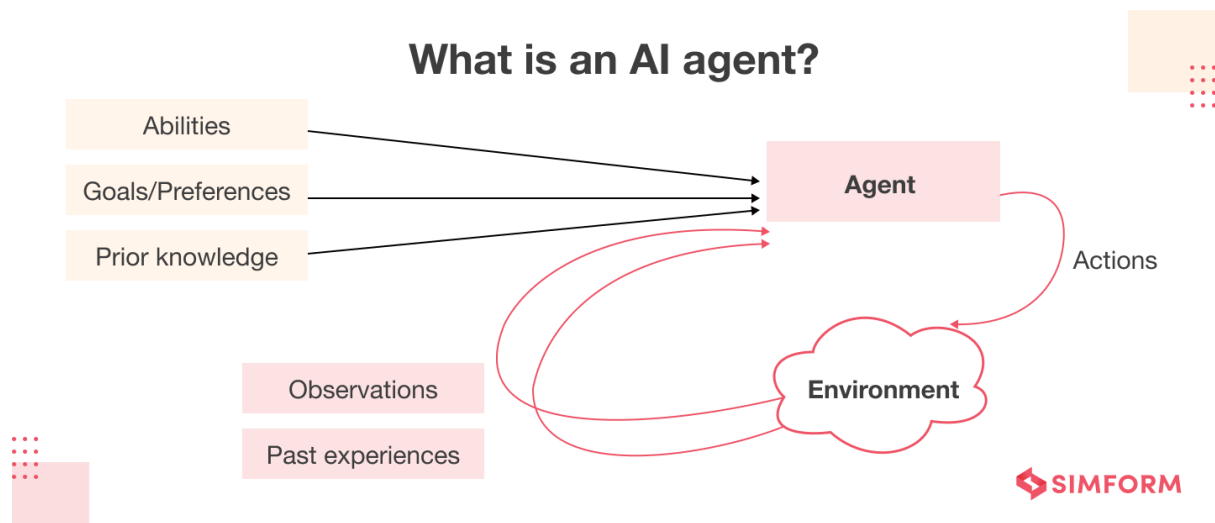 What is an AI agent?
Abilities
Goals/Preferences
Prior knowledge
Agent
Actions
Observations
Past experiences
Environment
SIMFORM